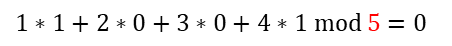 1 ∗ 1 + 2 ∗ 0 + 3 ∗ 0 + 4 ∗ 1 mod 5 = 0